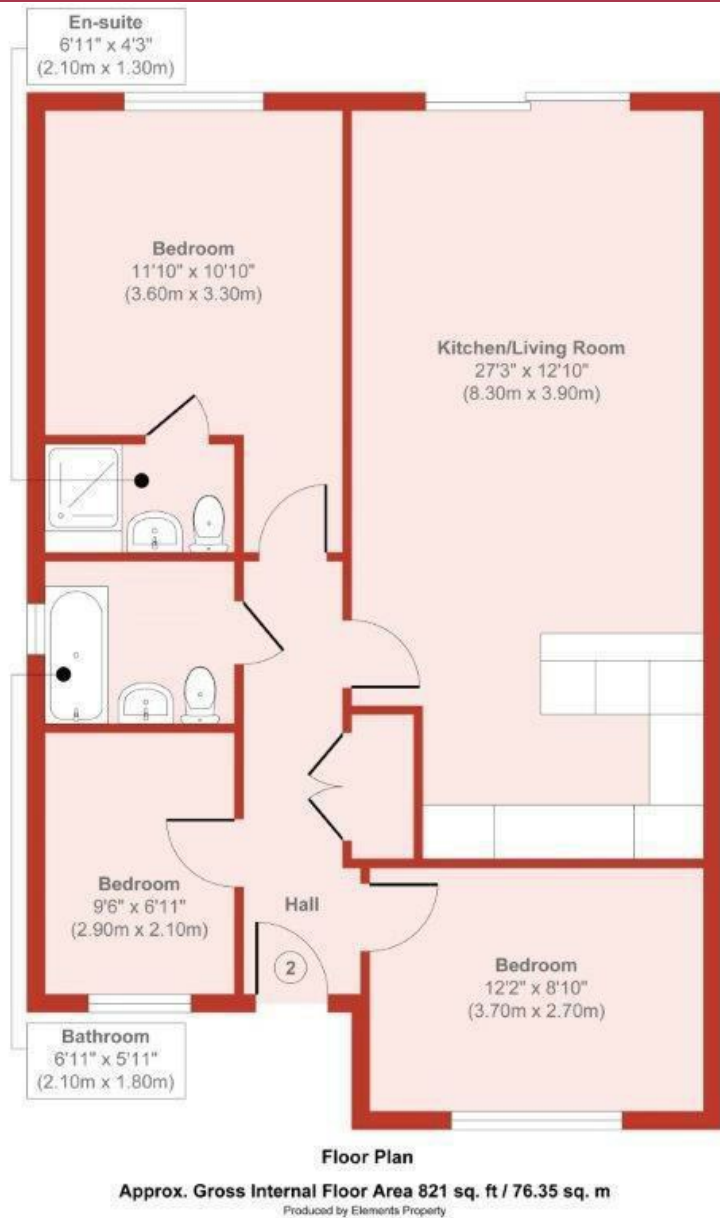 En-suite
6'11" x 4'3"
(2.10m x 1.30m)
Bedroom
11'10" x 10'10"
(3.60m x 3.30m)
Kitchen/Living Room
27'3" x 12'10"
(8.30m x 3.90m)
Bedroom
9'6" x 6'11"
(2.90m x 2.10m)
Hall
2
Bedroom
12'2" x 8'10"
(3.70m x 2.70m)
Bathroom
6'11" x 5'11"
(2.10m x 1.80m)
Floor Plan
Approx. Gross Internal Floor Area 821 sq. ft / 76.35 sq. m
Produced by Elements Property